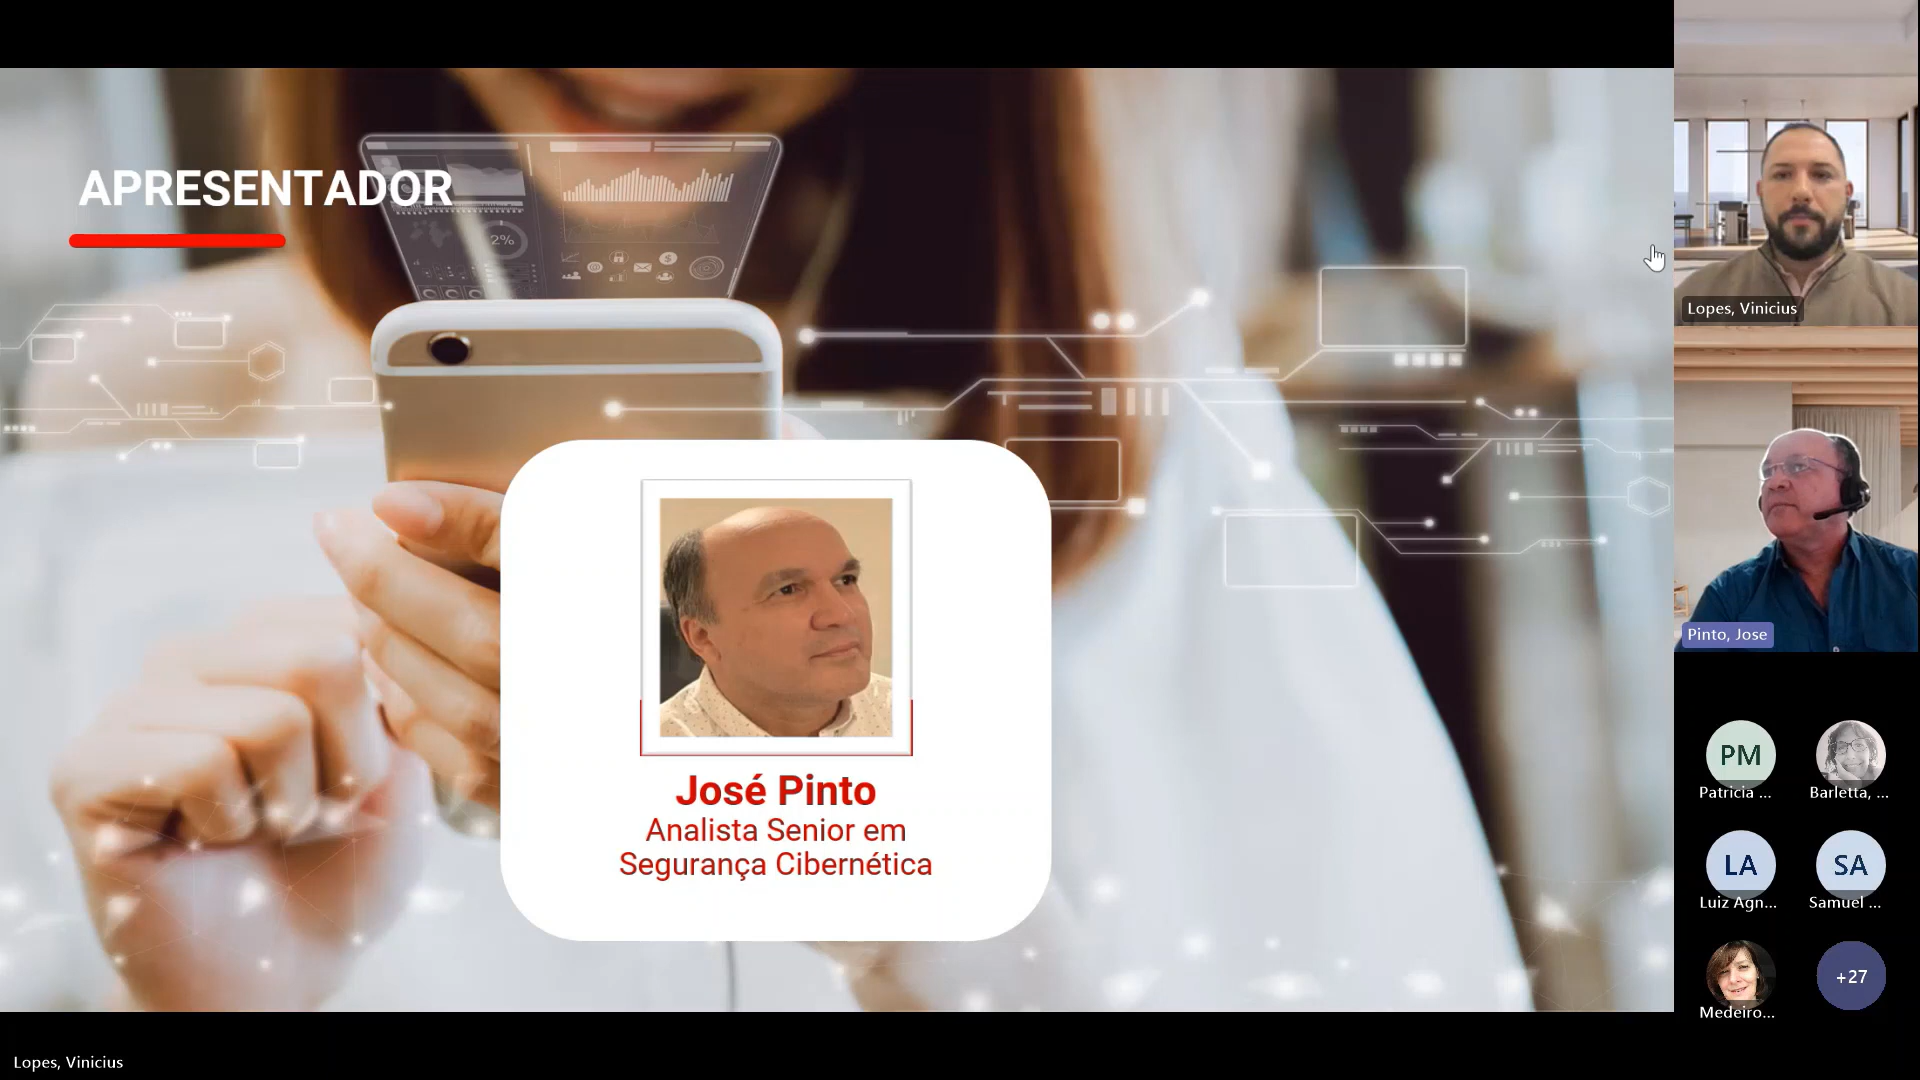 APRESENTADOR
2%
José Pinto
Analista Senior em
Segurança Cibernética
Lopes, Vinicius
Pinto, Jose
PM
Patricia ...
Barletta, ...
LA
Luiz Agn...
SA
Samuel ...
Medeiro...
+27
Lopes, Vinicius